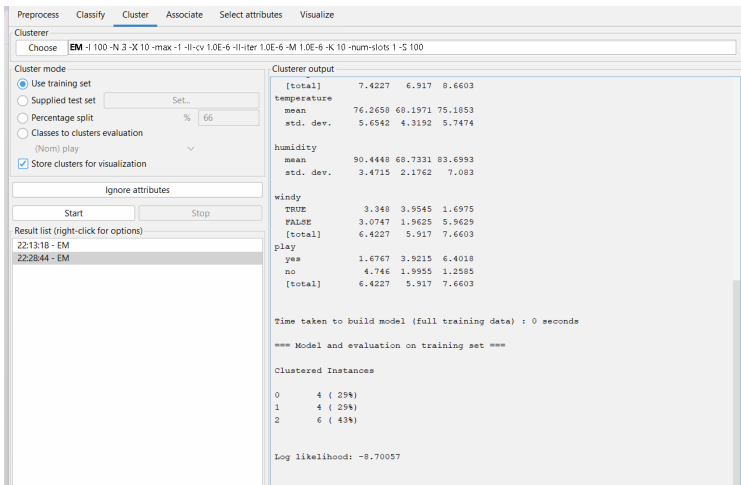 Preprocess Classify Cluster Associate Select attributes Visualize
Clusterer
Choose EM -I 100 -N 3 -X 10 -max -1 -ll-cv 1.0E-6 -ll-iter 1.0E-6 -M 1.0E-6 -K 10 -num-slots 1 -S 100
Cluster mode
Use training set
Supplied test set Set...
Percentage split % 66
Classes to clusters evaluation
(Nom) play
Store clusters for visualization
Ignore attributes
Start Stop
Result list (right-click for options)
22:13:18 - EM
22:28:44 - EM
Clusterer output
[total] 7.4227 6.917 8.6603
temperature
mean 76.2658 68.1971 75.1853
std. dev. 5.6542 4.3192 5.7474
humidity
mean 90.4448 68.7331 83.6993
std. dev. 3.4715 2.1762 7.083
windy
TRUE 3.348 3.9545 1.6975
FALSE 3.0747 1.9625 5.9629
[total] 6.4227 5.917 7.6603
play
yes 1.6767 3.9215 6.4018
no 4.746 1.9955 1.2585
[total] 6.4227 5.917 7.6603
Time taken to build model (full training data) : 0 seconds
=== Model and evaluation on training set ===
Clustered Instances
0 4 ( 29%)
1 4 ( 29%)
2 6 ( 43%)
Log likelihood: -8.70057